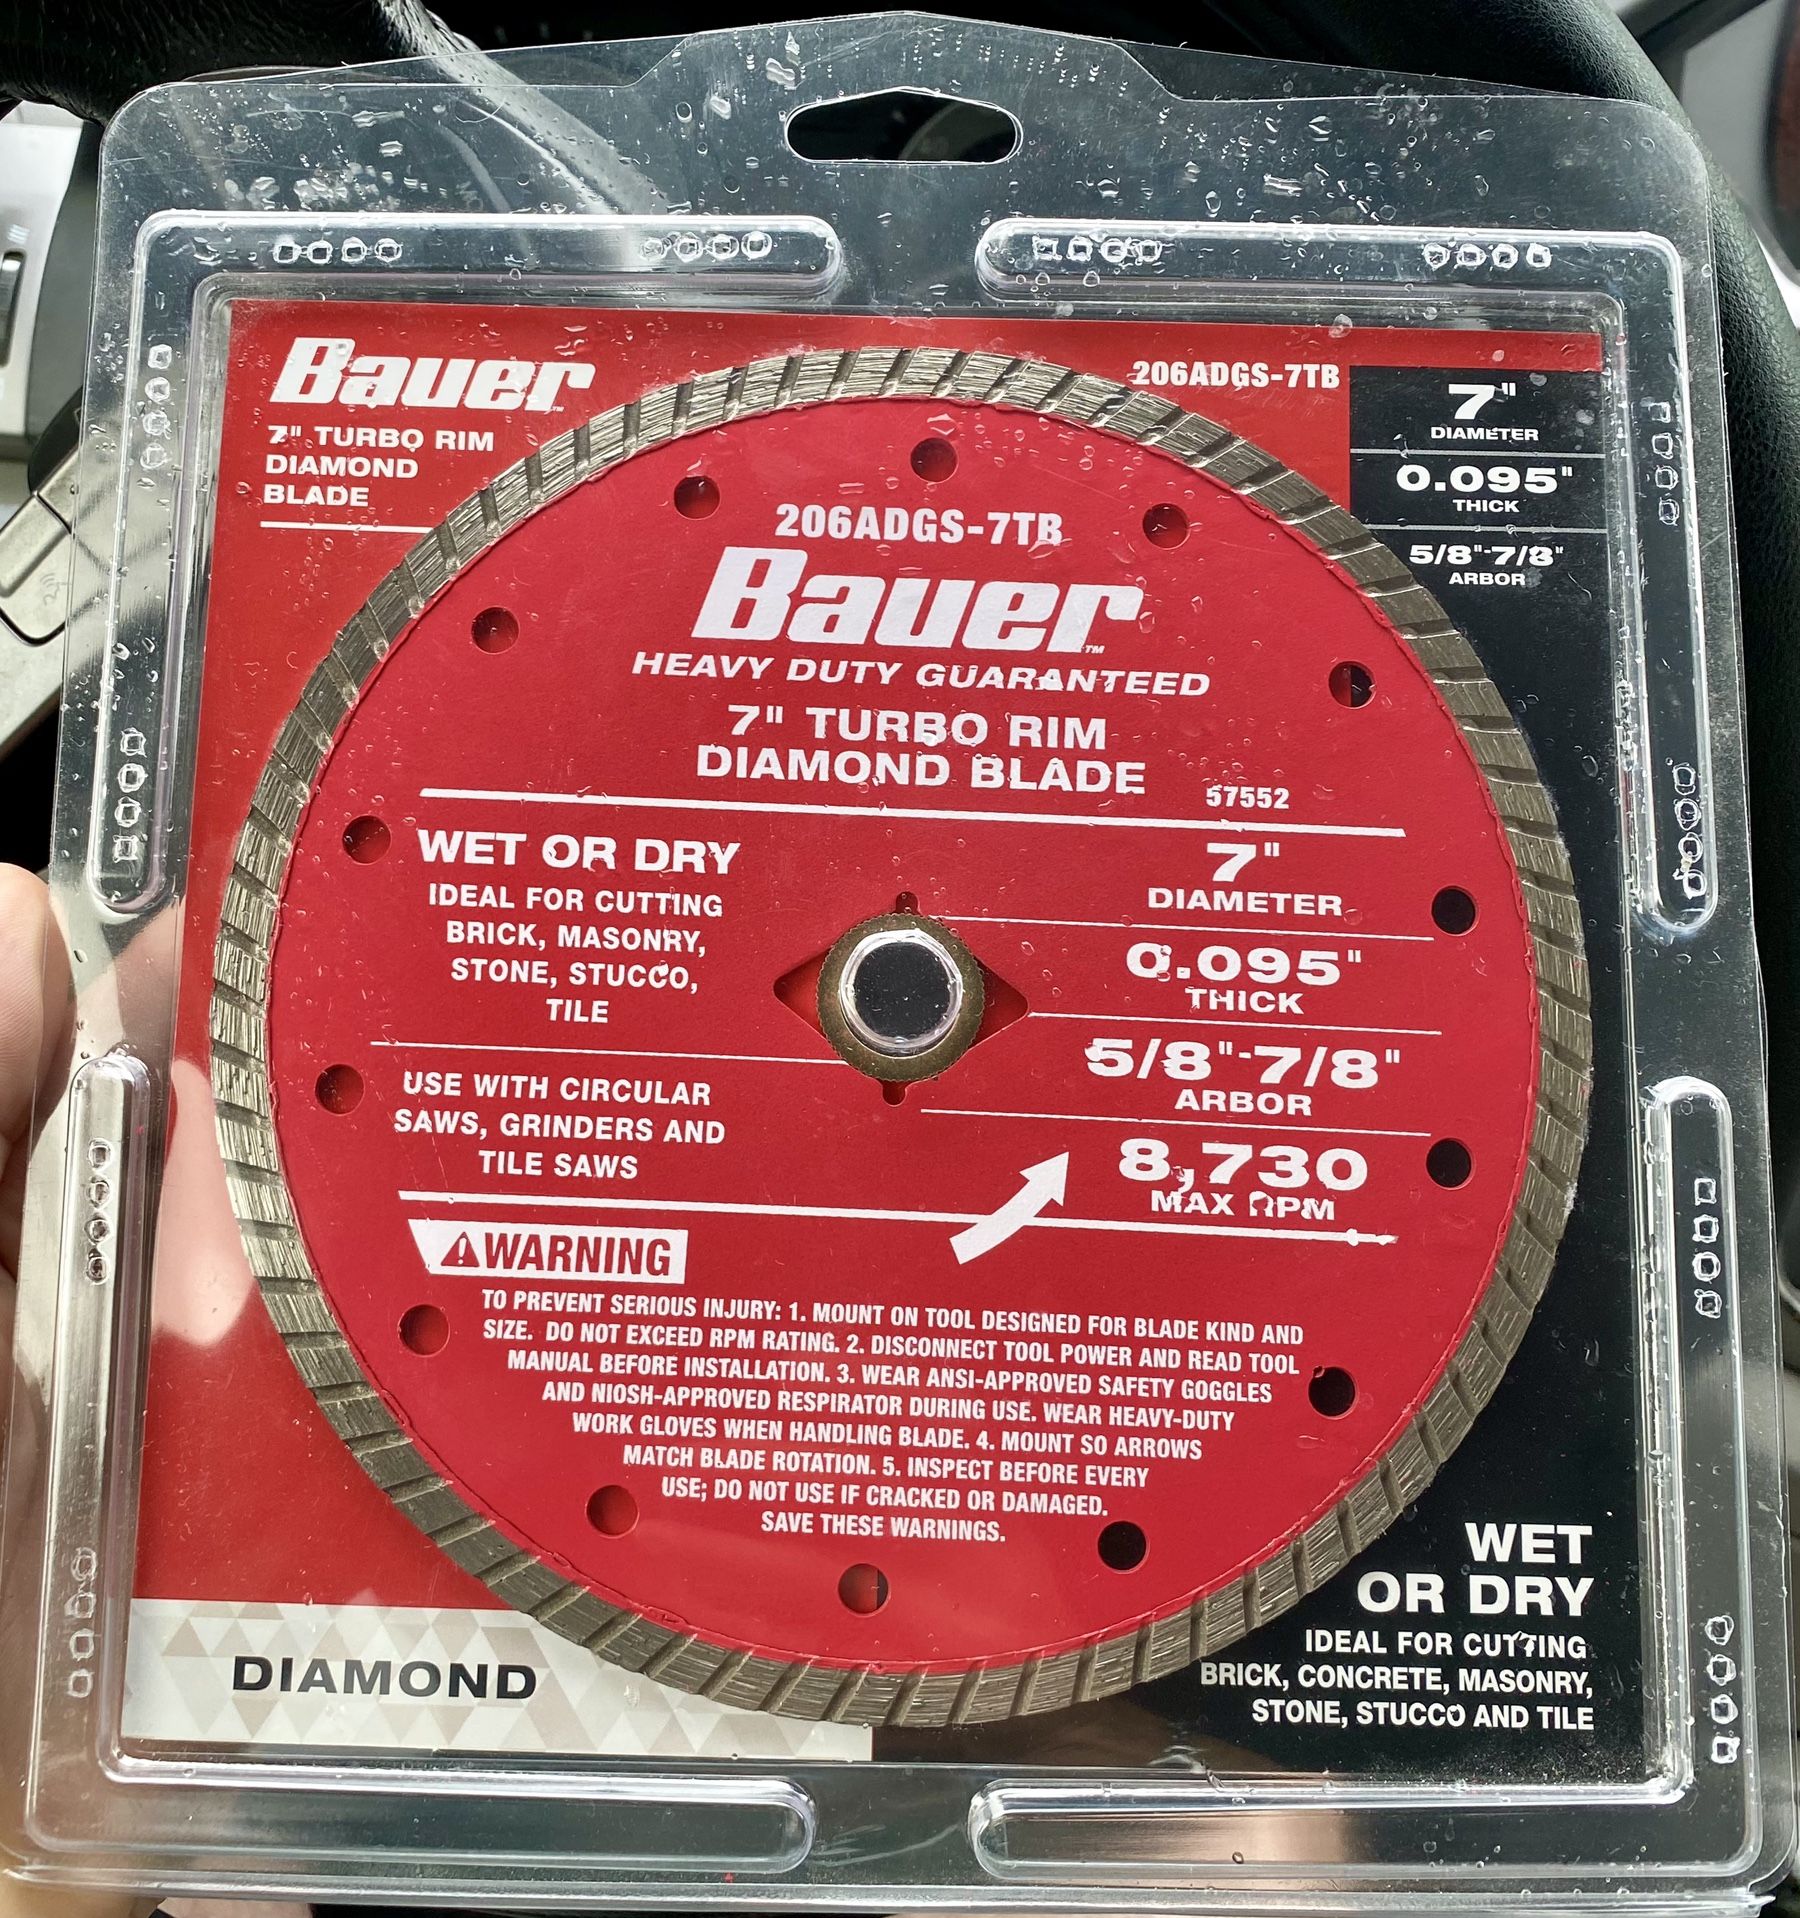 Bauer™
7" TURBO RIM
DIAMOND
BLADE
206ADGS-7TB
7"
DIAMETER
0.095"
THICK
5/8"-7/8"
ARBOR
206ADGS-7TB
Bauer™
HEAVY DUTY GUARANTEED
7" TURBO RIM
DIAMOND BLADE
57552
WET OR DRY
IDEAL FOR CUTTING
BRICK, MASONRY,
STONE, STUCCO,
TILE
USE WITH CIRCULAR
SAWS, GRINDERS AND
TILE SAWS
7"
DIAMETER
0.095"
THICK
5/8"-7/8"
ARBOR
8,730
MAX RPM
WARNING
TO PREVENT SERIOUS INJURY: 1. MOUNT ON TOOL DESIGNED FOR BLADE KIND AND
SIZE. DO NOT EXCEED RPM RATING. 2. DISCONNECT TOOL POWER AND READ TOOL
MANUAL BEFORE INSTALLATION. 3. WEAR ANSI-APPROVED SAFETY GOGGLES
AND NIOSH-APPROVED RESPIRATOR DURING USE. WEAR HEAVY-DUTY
WORK GLOVES WHEN HANDLING BLADE. 4. MOUNT SO ARROWS
MATCH BLADE ROTATION. 5. INSPECT BEFORE EVERY
USE; DO NOT USE IF CRACKED OR DAMAGED.
SAVE THESE WARNINGS.
DIAMOND
WET
OR DRY
IDEAL FOR CUTTING
BRICK, CONCRETE, MASONRY,
STONE, STUCCO AND TILE